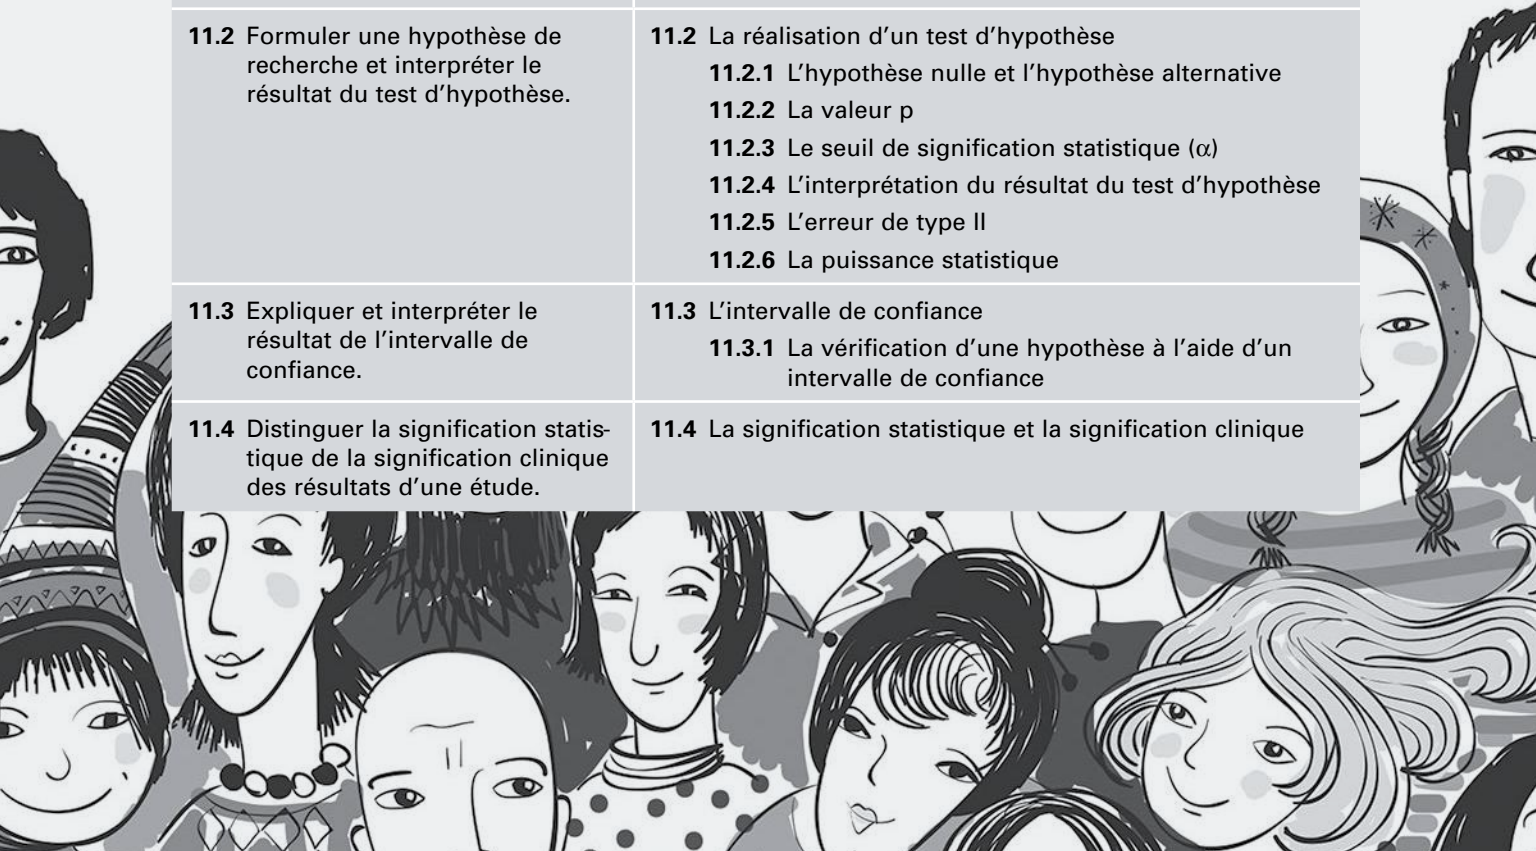 11.2 Formuler une hypothèse de
recherche et interpréter le
résultat du test d'hypothèse.
11.2 La réalisation d'un test d'hypothèse
11.2.1 L'hypothèse nulle et l'hypothèse alternative
11.2.2 La valeur p
11.2.3 Le seuil de signification statistique (α)
11.2.4 L'interprétation du résultat du test d'hypothèse
11.2.5 L'erreur de type II
11.2.6 La puissance statistique
11.3 Expliquer et interpréter le
résultat de l'intervalle de
confiance.
11.3 L'intervalle de confiance
11.3.1 La vérification d'une hypothèse à l'aide d'un
intervalle de confiance
11.4 Distinguer la signification statis-
tique de la signification clinique
des résultats d'une étude.
11.4 La signification statistique et la signification clinique